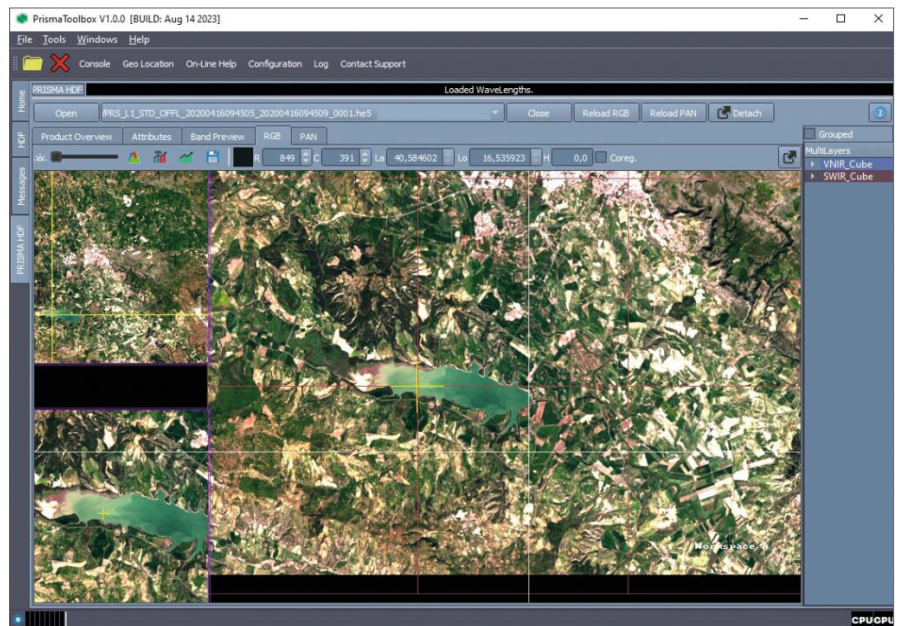 PrismaToolbox V1.0.0 [BUILD: Aug 14 2023]
File Tools Windows Help
Console Geo Location On-Line Help Configuration Log Contact Support
PRISMA HDF Loaded WaveLengths.
Open PRS_L1_STD_OFFL_20200416094505_20200416094509_0001.he5 Close Reload RGB Reload PAN Detach
Product Overview Attributes Band Preview RGB PAN
R 849 C 391 La 40,584602 Lo 16,535923 H 0,0 Coreg.
Grouped
MultiLayers
VNIR_Cube
SWIR_Cube
Home
HDF
Messages
PRISMA HDF
CPU GPU